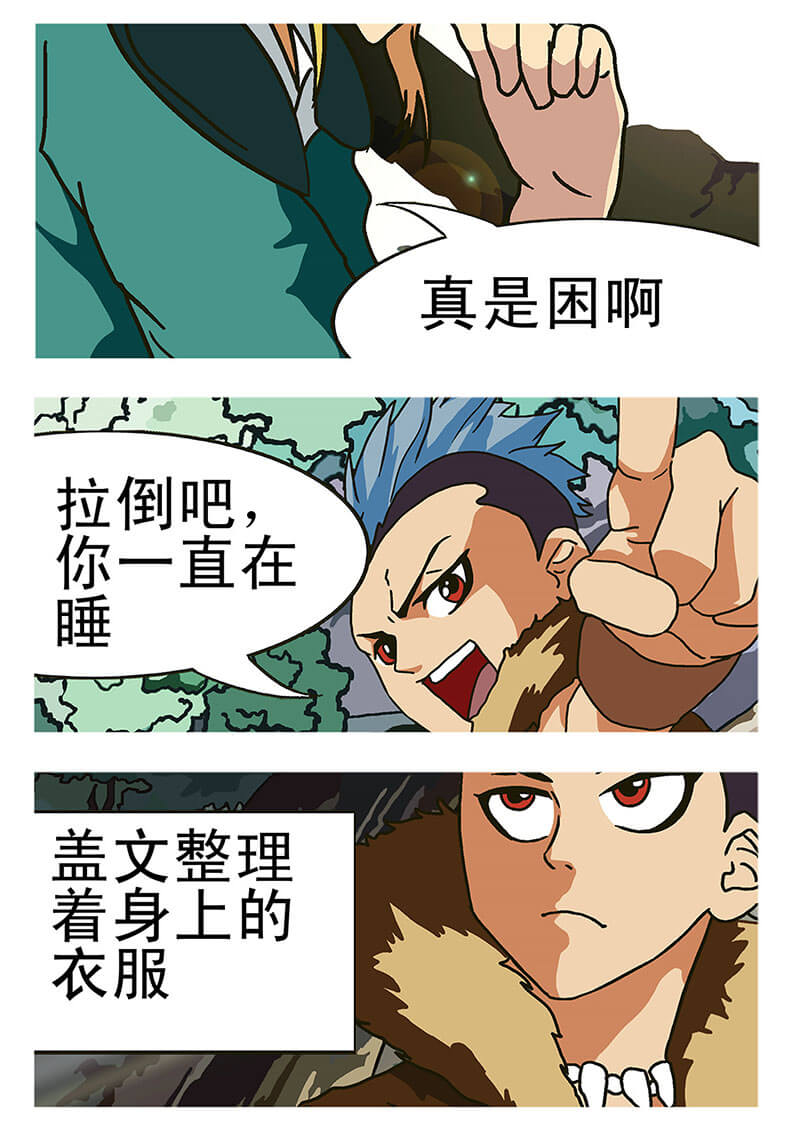 真是困啊
拉倒吧，
你一直在
睡
盖文整理
着身上的
衣服